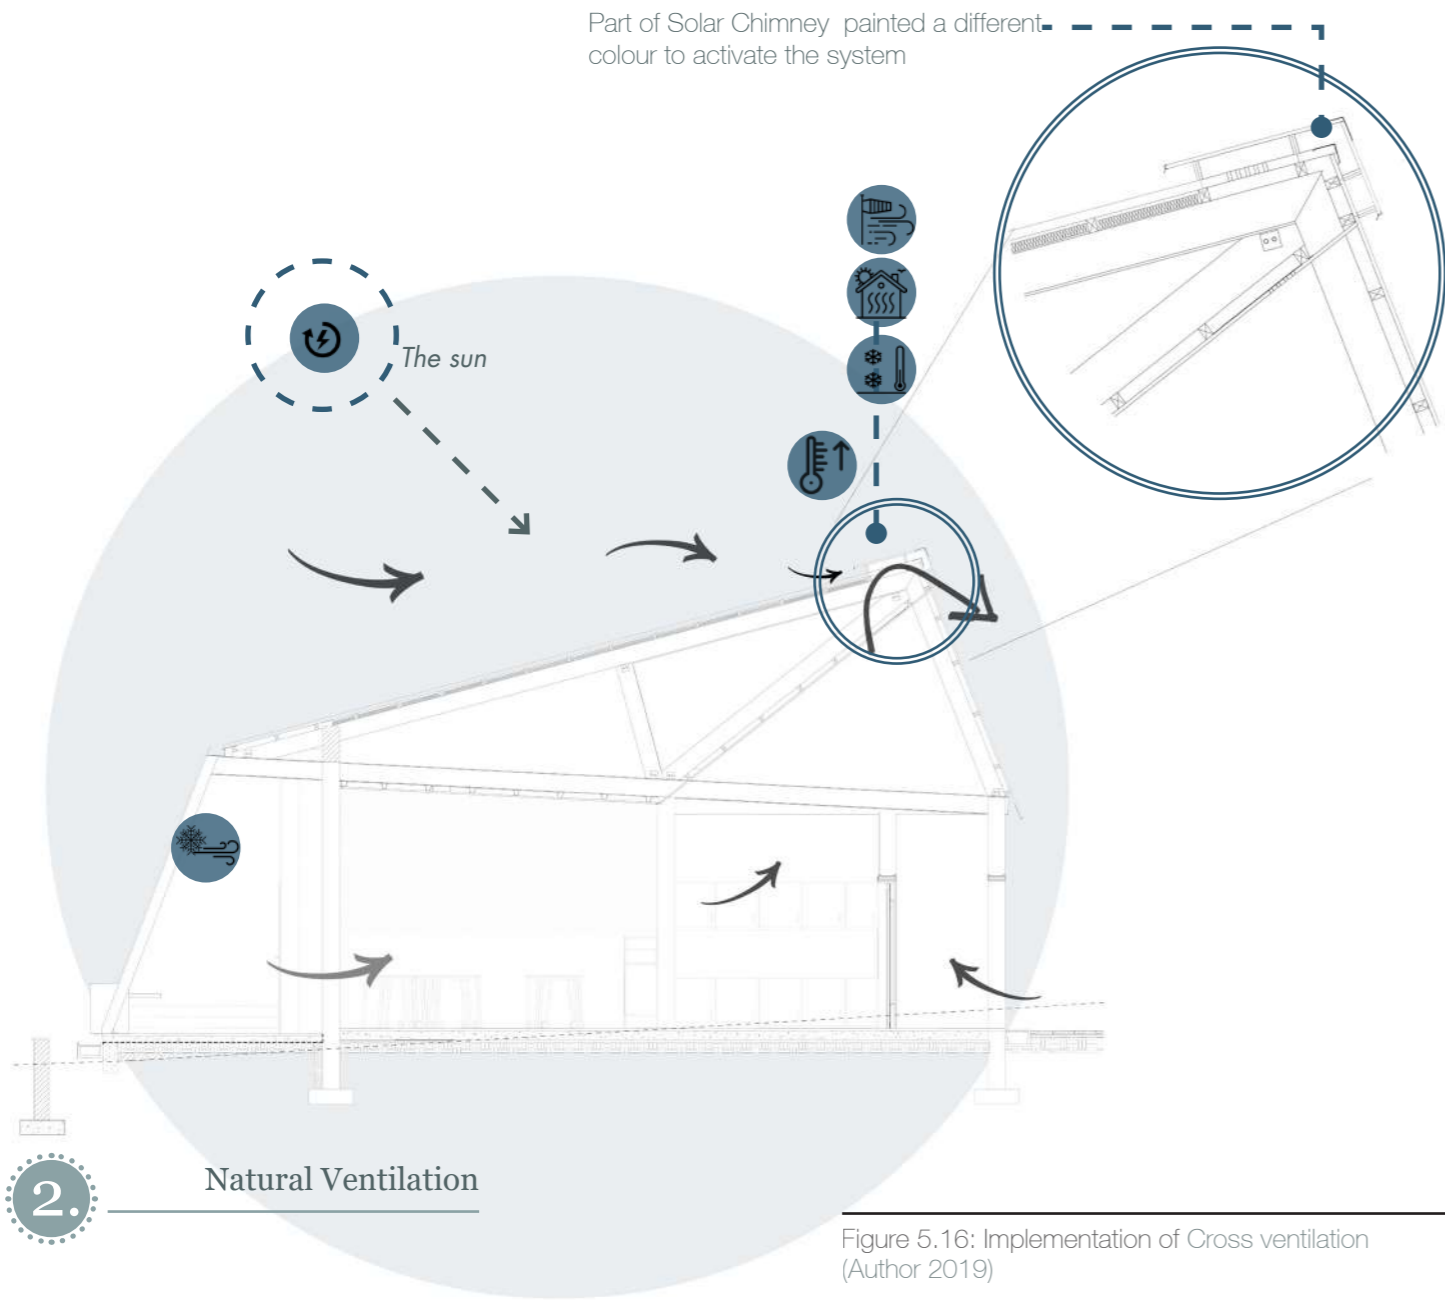 Part of Solar Chimney painted a different
colour to activate the system
The sun
2.
Natural Ventilation
Figure 5.16: Implementation of Cross ventilation
(Author 2019)